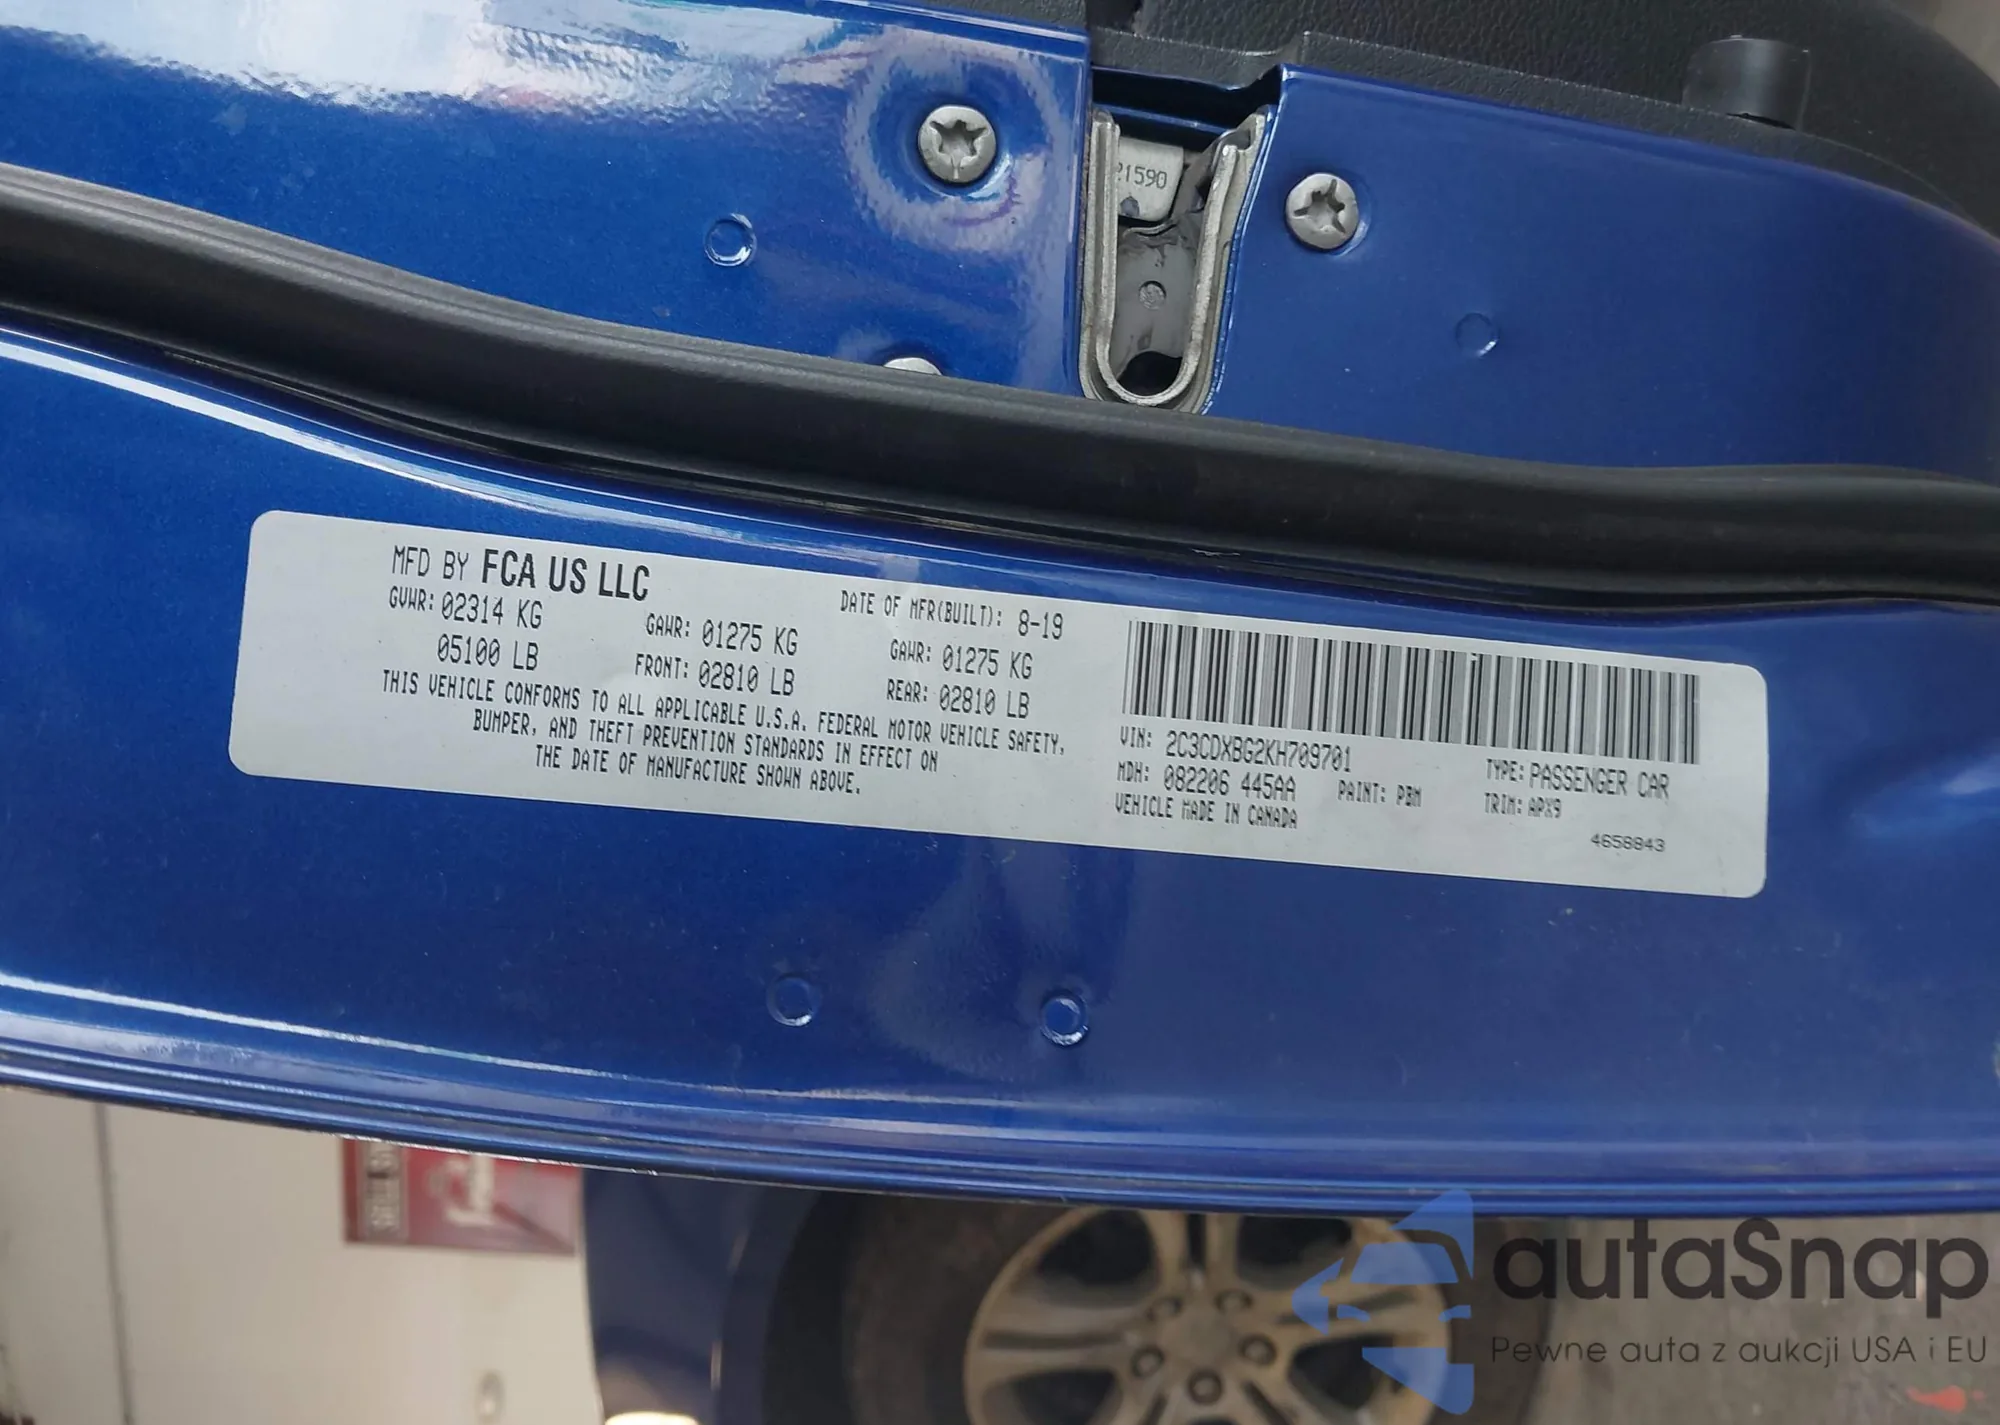 21590
MFD BY FCA US LLC
DATE OF MFR(BUILT): 8-19
GVWR: 02314 KG
05100 LB
GAWR: 01275 KG
FRONT: 02810 LB
GAWR: 01275 KG
REAR: 02810 LB
THIS VEHICLE CONFORMS TO ALL APPLICABLE U.S.A. FEDERAL MOTOR VEHICLE SAFETY,
BUMPER, AND THEFT PREVENTION STANDARDS IN EFFECT ON
THE DATE OF MANUFACTURE SHOWN ABOVE.
VIN: 2C3CDXBG2KH709701
TYPE: PASSENGER CAR
MDH: 082206 445AA
PAINT: PBM
TRIM: APX9
VEHICLE MADE IN CANADA
4658843
autaSnap
Pewne auta z aukcji USA i EU